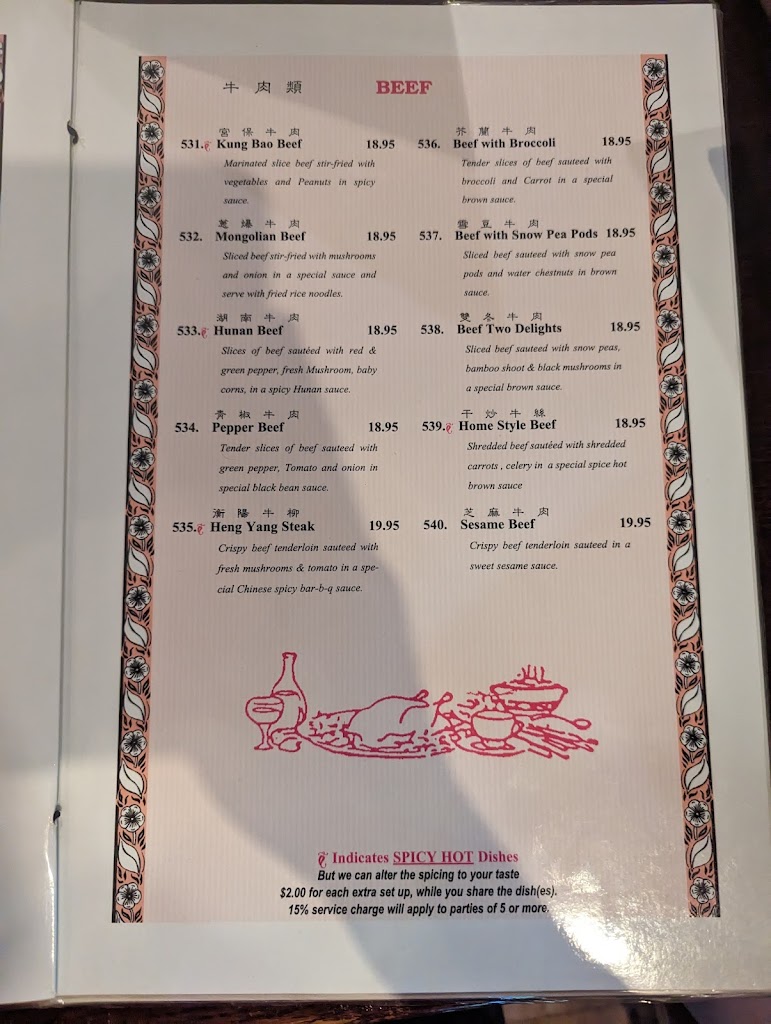 牛肉類 BEEF
宮保牛肉
531. Kung Bao Beef 18.95
Marinated slice beef stir-fried with
vegetables and Peanuts in spicy
sauce.
蔥爆牛肉
532. Mongolian Beef 18.95
Sliced beef stir-fried with mushrooms
and onion in a special sauce and
serve with fried rice noodles.
湖南牛肉
533. Hunan Beef 18.95
Slices of beef sautéed with red &
green pepper, fresh Mushroom, baby
corns, in a spicy Hunan sauce.
青椒牛肉
534. Pepper Beef 18.95
Tender slices of beef sauteed with
green pepper, Tomato and onion in
special black bean sauce.
衡陽牛柳
535. Heng Yang Steak 19.95
Crispy beef tenderloin sauteed with
fresh mushrooms & tomato in a spe-
cial Chinese spicy bar-b-q sauce.
芥蘭牛肉
536. Beef with Broccoli 18.95
Tender slices of beef sauteed with
broccoli and Carrot in a special
brown sauce.
雪豆牛肉
537. Beef with Snow Pea Pods 18.95
Sliced beef sauteed with snow pea
pods and water chestnuts in brown
sauce.
雙冬牛肉
538. Beef Two Delights 18.95
Sliced beef sauteed with snow peas,
bamboo shoot & black mushrooms in
a special brown sauce.
干炒牛絲
539. Home Style Beef 18.95
Shredded beef sautéed with shredded
carrots , celery in a special spice hot
brown sauce
芝麻牛肉
540. Sesame Beef 19.95
Crispy beef tenderloin sauteed in a
sweet sesame sauce.
Indicates SPICY HOT Dishes
But we can alter the spicing to your taste
$2.00 for each extra set up, while you share the dish(es).
15% service charge will apply to parties of 5 or more.